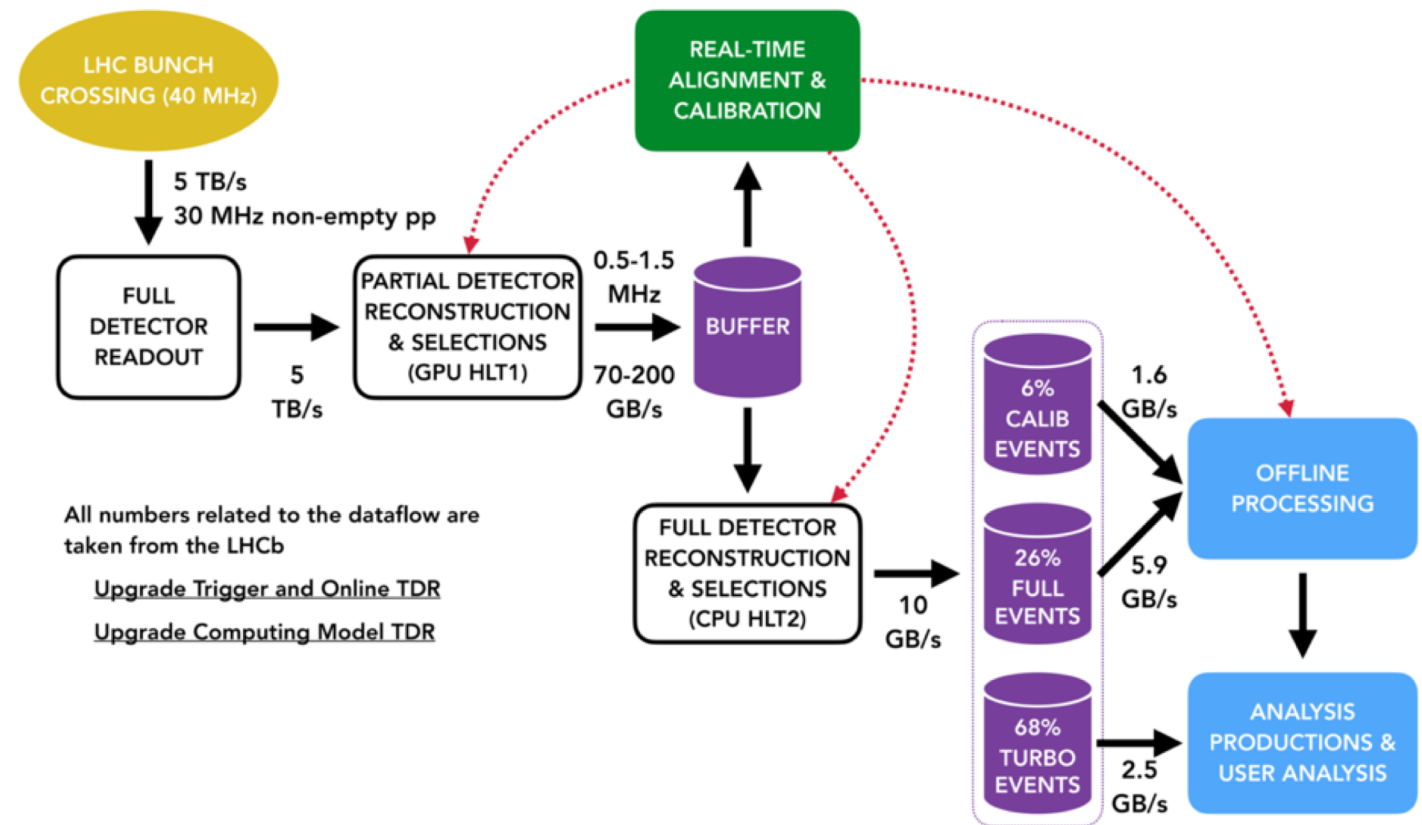 LHC BUNCH
CROSSING (40 MHz)
REAL-TIME
ALIGNMENT &
CALIBRATION
5 TB/s
30 MHz non-empty pp
FULL
DETECTOR
READOUT
5
TB/s
PARTIAL DETECTOR
RECONSTRUCTION
& SELECTIONS
(GPU HLT1)
0.5-1.5
MHz
70-200
GB/s
BUFFER
FULL DETECTOR
RECONSTRUCTION
& SELECTIONS
(CPU HLT2)
10
GB/s
6%
CALIB
EVENTS
1.6
GB/s
26%
FULL
EVENTS
5.9
GB/s
68%
TURBO
EVENTS
2.5
GB/s
OFFLINE
PROCESSING
ANALYSIS
PRODUCTIONS &
USER ANALYSIS
All numbers related to the dataflow are
taken from the LHCb
Upgrade Trigger and Online TDR
Upgrade Computing Model TDR